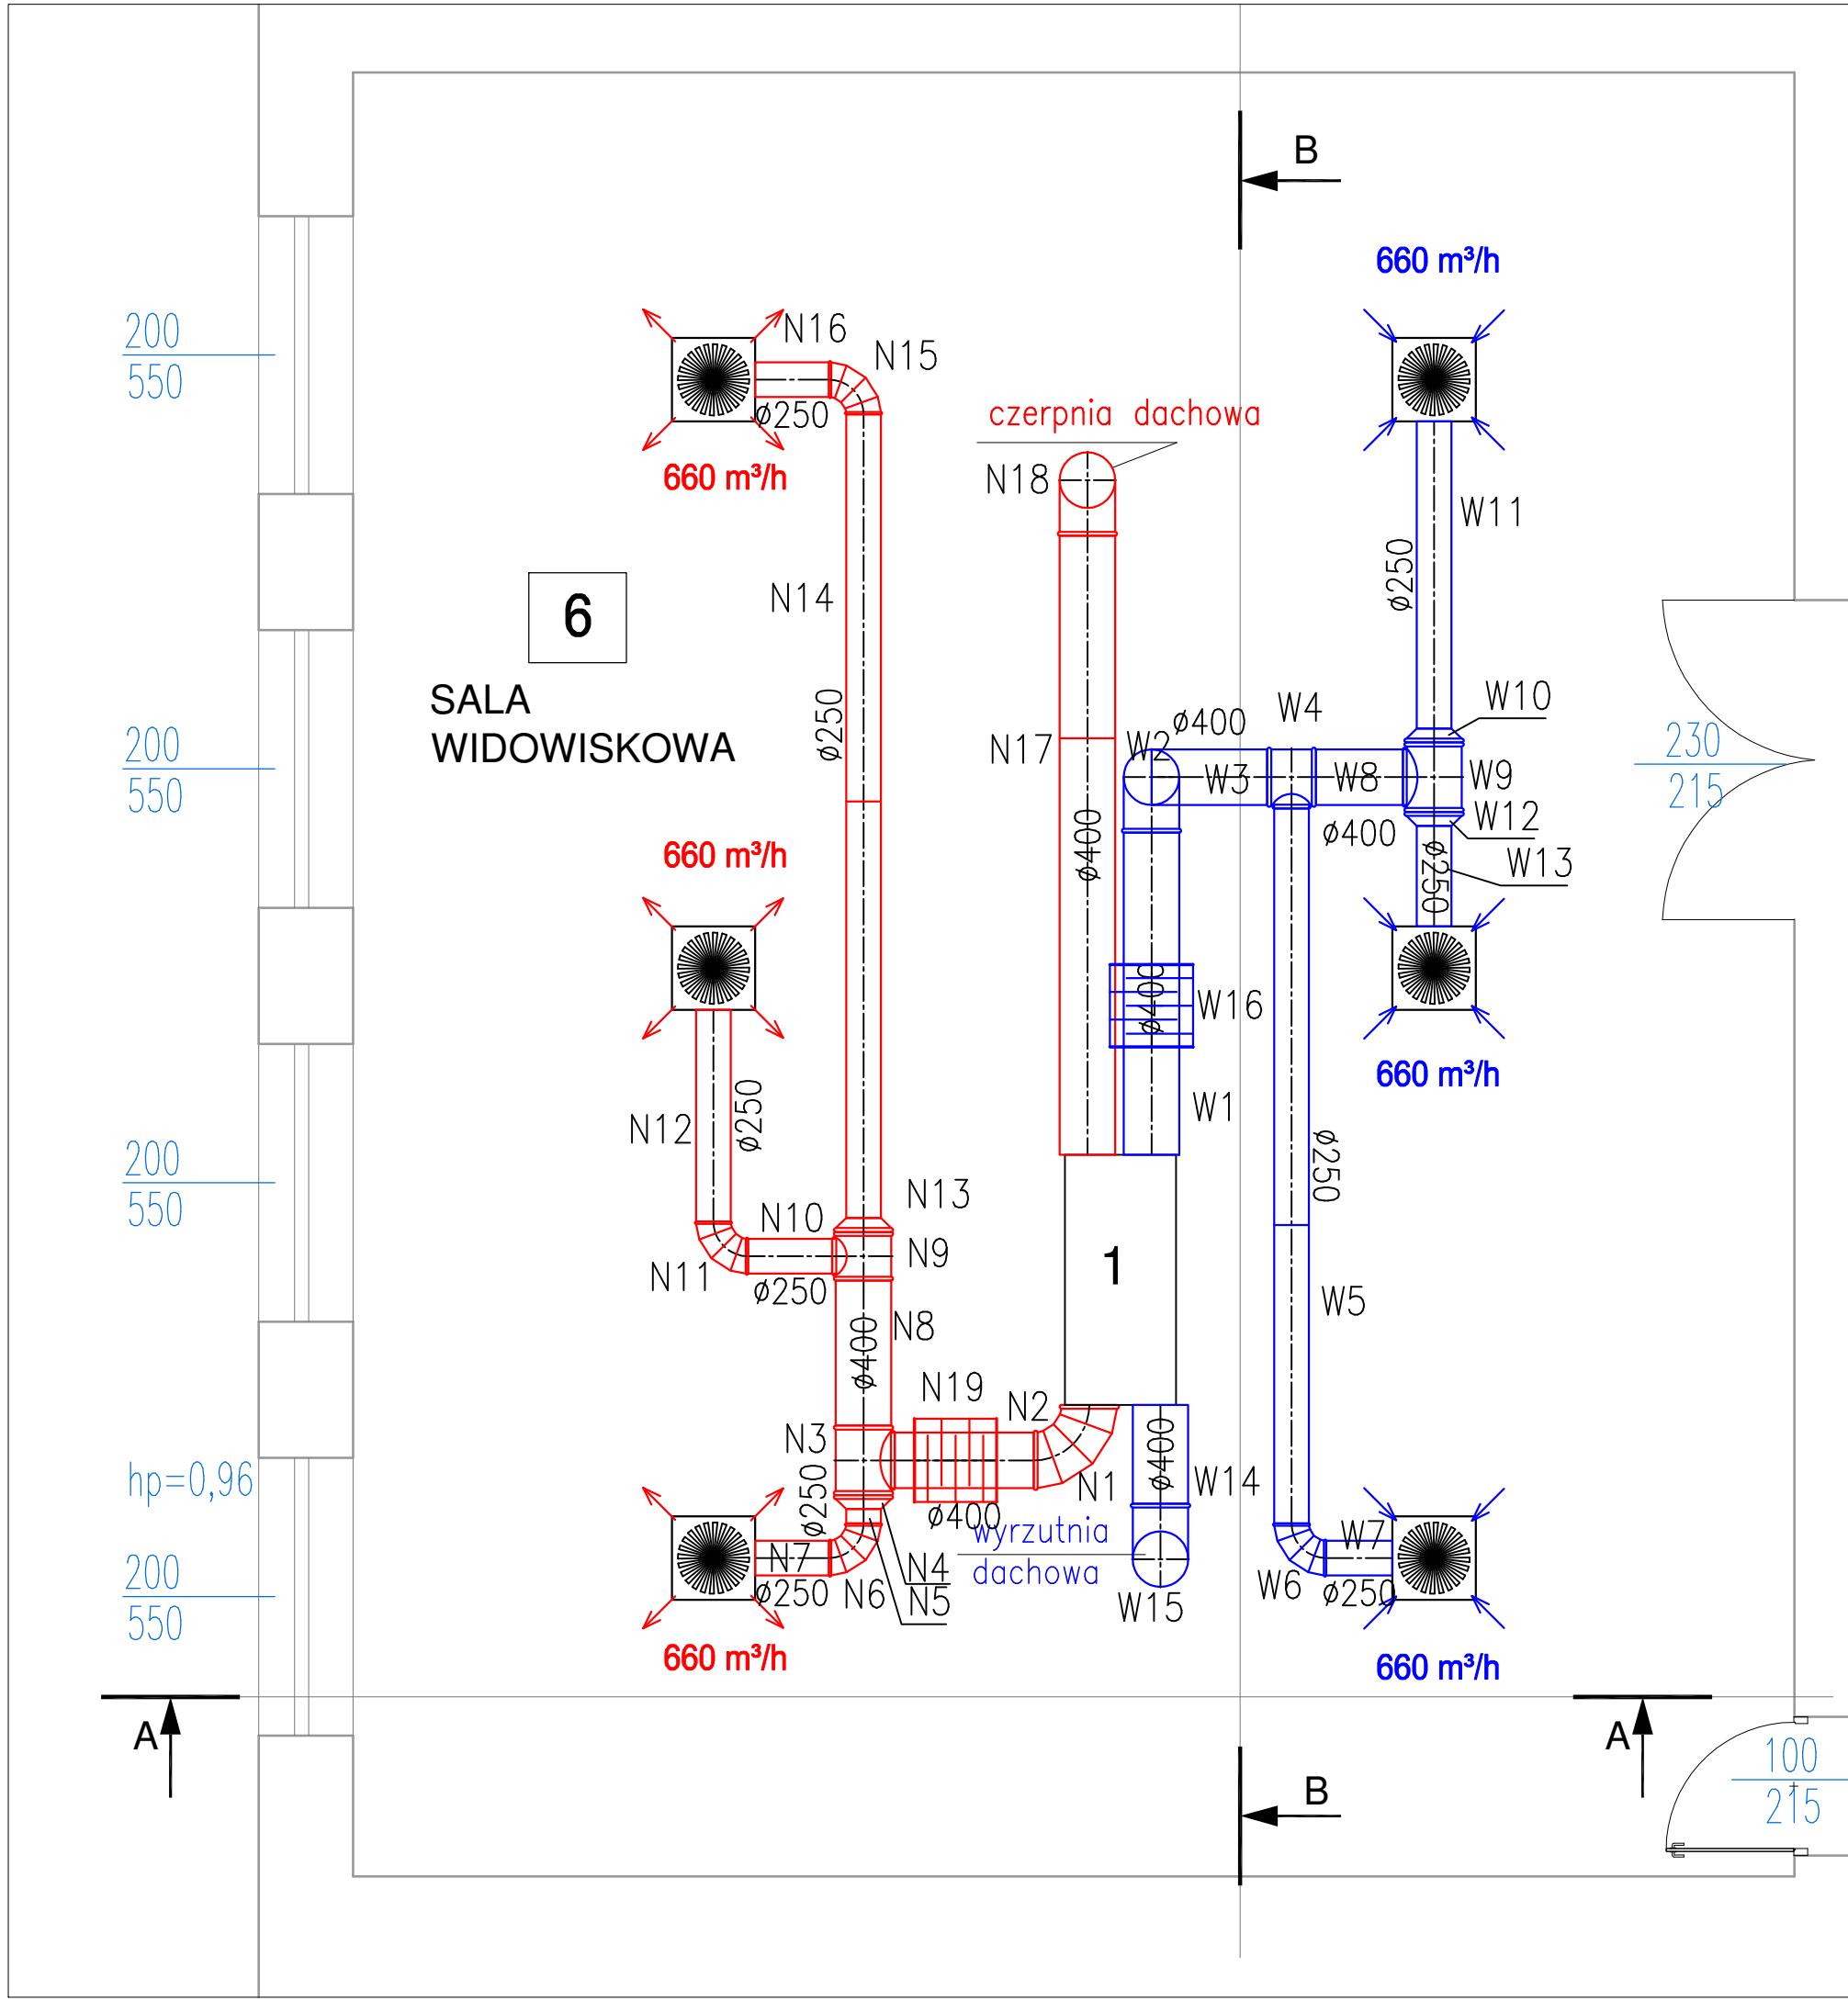 B
660 m³/h
200
550
N16
N15
ø250
660 m³/h
czerpnia dachowa
N18
W11
ø250
N14
6
SALA
WIDOWISKOWA
ø250
N17
W2
ø400
W4
W10
W3
W8
W9
230
215
W12
ø400
W13
ø250
200
550
660 m³/h
ø400
ø400
W16
W1
660 m³/h
N12
ø250
ø250
200
550
N13
N10
N9
N11
ø250
1
W5
N8
ø400
N19
N2
N3
N1
ø400
W14
hp=0,96
ø250
ø400
wyrzutnia
dachowa
N7
ø250
N6
N4
N5
W15
W6
W7
ø250
200
550
660 m³/h
660 m³/h
A
A
B
100
215